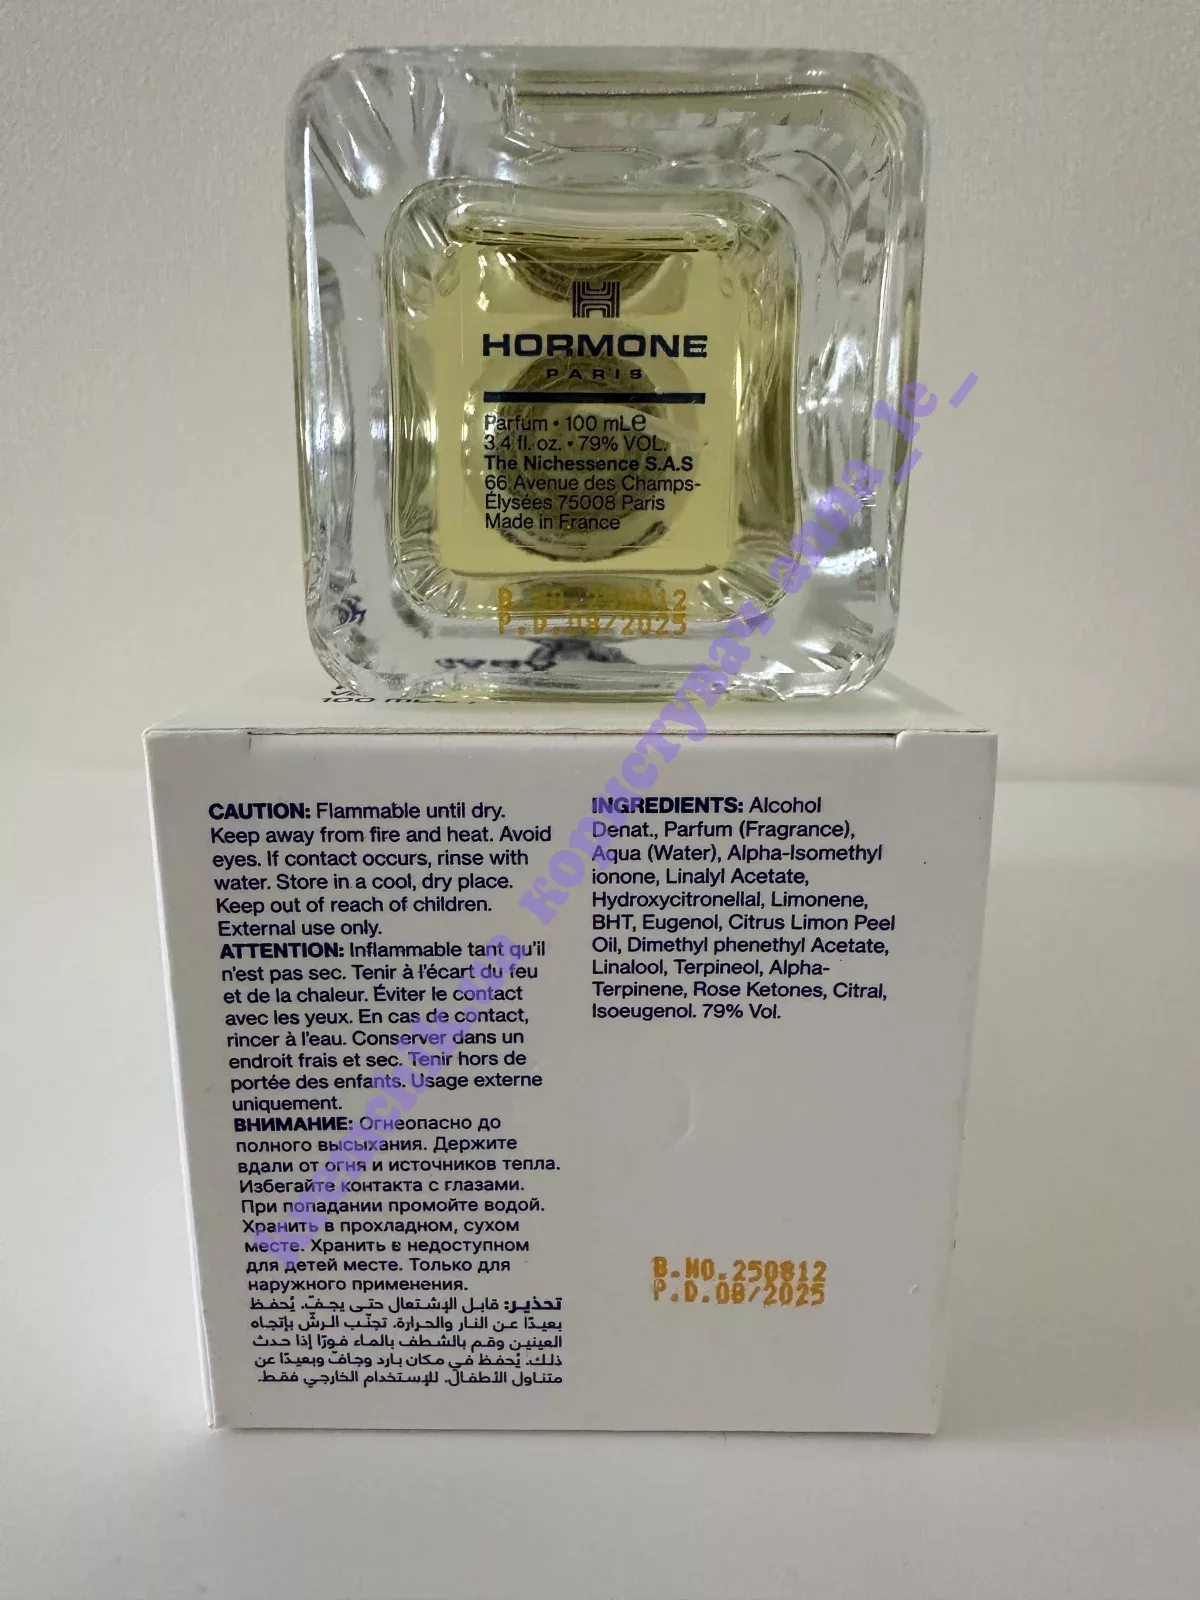 HORMONE
PARIS
Parfum • 100 mLe
3.4 fl. oz. • 79% VOL.
The Nichessence S.A.S
66 Avenue des Champs-
Élysées 75008 Paris
Made in France
B.NO.250812
P.D.08/2025
100 mL
CAUTION: Flammable until dry.
Keep away from fire and heat. Avoid
eyes. If contact occurs, rinse with
water. Store in a cool, dry place.
Keep out of reach of children.
External use only.
ATTENTION: Inflammable tant qu'il
n'est pas sec. Tenir à l'écart du feu
et de la chaleur. Éviter le contact
avec les yeux. En cas de contact,
rincer à l'eau. Conserver dans un
endroit frais et sec. Tenir hors de
portée des enfants. Usage externe
uniquement.
ВНИМАНИЕ: Огнеопасно до
полного высыхания. Держите
вдали от огня и источников тепла.
Избегайте контакта с глазами.
При попадании промойте водой.
Хранить в прохладном, сухом
месте. Хранить в недоступном
для детей месте. Только для
наружного применения.
تحذير: قابل الإشتعال حتى يجفّ. يُحفظ
بعيدًا عن النار والحرارة. تجنّب الرشّ بإتجاه
العينين وقم بالشطف بالماء فورًا إذا حدث
ذلك. يُحفظ في مكان بارد وجافّ وبعيدًا عن
متناول الأطفال. للإستخدام الخارجي فقط.
INGREDIENTS: Alcohol
Denat., Parfum (Fragrance),
Aqua (Water), Alpha-Isomethyl
ionone, Linalyl Acetate,
Hydroxycitronellal, Limonene,
BHT, Eugenol, Citrus Limon Peel
Oil, Dimethyl phenethyl Acetate,
Linalool, Terpineol, Alpha-
Terpinene, Rose Ketones, Citral,
Isoeugenol. 79% Vol.
B.NO.250812
P.D.08/2025
користувач anna_le_